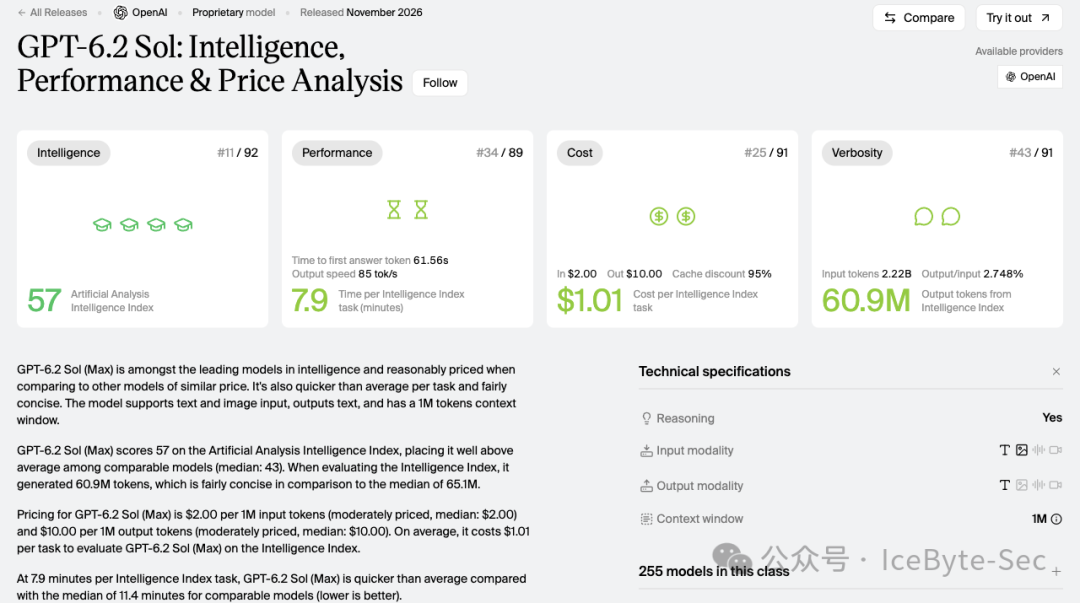 ← All Releases • OpenAI • Proprietary model • Released November 2026
Compare
Try it out ↗
GPT-6.2 Sol: Intelligence,
Performance & Price Analysis
Follow
Available providers
OpenAI
Intelligence
#11 / 92
57
Artificial Analysis
Intelligence Index
Performance
#34 / 89
Time to first answer token 61.56s
Output speed 85 tok/s
7.9
Time per Intelligence Index
task (minutes)
Cost
#25 / 91
In $2.00 Out $10.00 Cache discount 95%
$1.01
Cost per Intelligence Index
task
Verbosity
#43 / 91
Input tokens 2.22B Output/input 2.748%
60.9M
Output tokens from
Intelligence Index
GPT-6.2 Sol (Max) is amongst the leading models in intelligence and reasonably priced when
comparing to other models of similar price. It's also quicker than average per task and fairly
concise. The model supports text and image input, outputs text, and has a 1M tokens context
window.
GPT-6.2 Sol (Max) scores 57 on the Artificial Analysis Intelligence Index, placing it well above
average among comparable models (median: 43). When evaluating the Intelligence Index, it
generated 60.9M tokens, which is fairly concise in comparison to the median of 65.1M.
Pricing for GPT-6.2 Sol (Max) is $2.00 per 1M input tokens (moderately priced, median: $2.00)
and $10.00 per 1M output tokens (moderately priced, median: $10.00). On average, it costs $1.01
per task to evaluate GPT-6.2 Sol (Max) on the Intelligence Index.
At 7.9 minutes per Intelligence Index task, GPT-6.2 Sol (Max) is quicker than average compared
with the median of 11.4 minutes for comparable models (lower is better).
Technical specifications
Reasoning
Yes
Input modality
Output modality
Context window
1M
255 models in this class
公众号 · IceByte-Sec